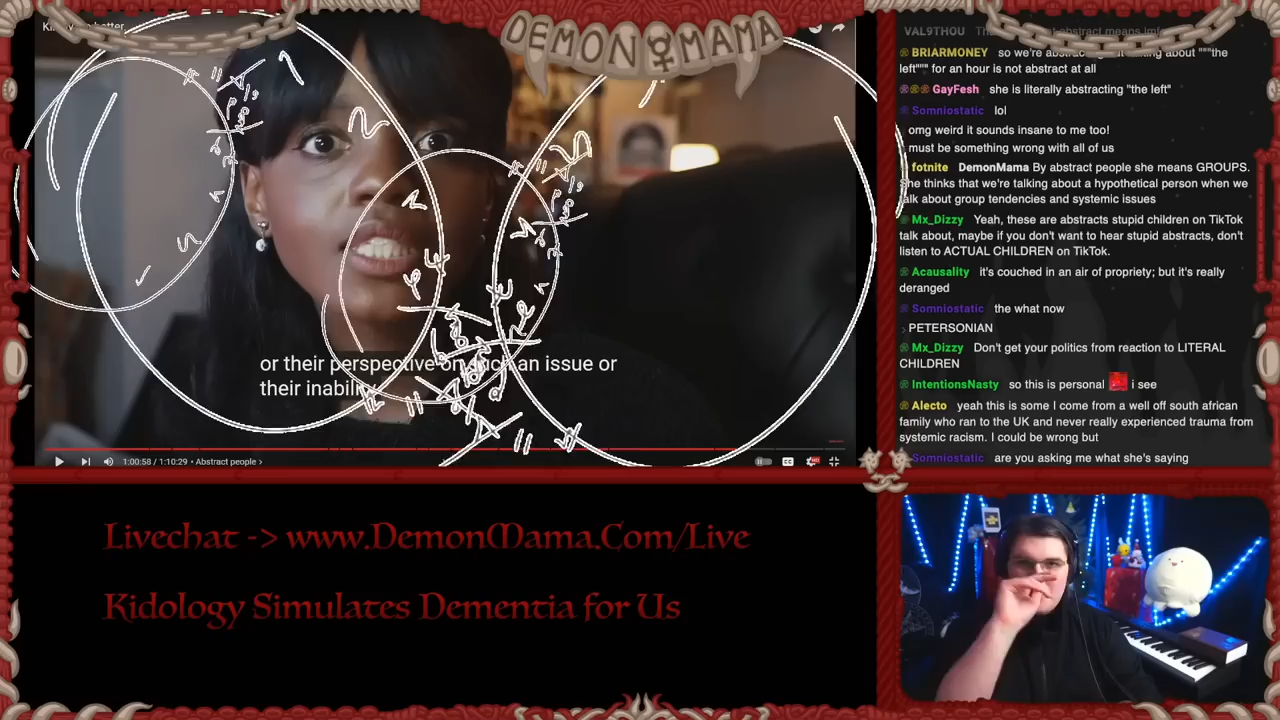 DEMON MAMA
or their perspective on such an issue or
their inability
1:00:58 / 1:10:29 • Abstract people ›
VAL9THOU
abstract means
BRIARMONEY so we're talking about """the
left""" for an hour is not abstract at all
GayFesh she is literally abstracting "the left"
Somniostatic lol
omg weird it sounds insane to me too!
must be something wrong with all of us
fotnite DemonMama By abstract people she means GROUPS.
She thinks that we're talking about a hypothetical person when we
talk about group tendencies and systemic issues
Mx_Dizzy Yeah, these are abstracts stupid children on TikTok
talk about, maybe if you don't want to hear stupid abstracts, don't
listen to ACTUAL CHILDREN on TikTok.
Acausality it's couched in an air of propriety; but it's really
deranged
Somniostatic the what now
PETERSONIAN
Mx_Dizzy Don't get your politics from reaction to LITERAL
CHILDREN
IntentionsNasty so this is personal i see
Alecto yeah this is some I come from a well off south african
family who ran to the UK and never really experienced trauma from
systemic racism. I could be wrong but
Somniostatic are you asking me what she's saying
Livechat -> www.DemonMama.Com/Live
Kidology Simulates Dementia for Us